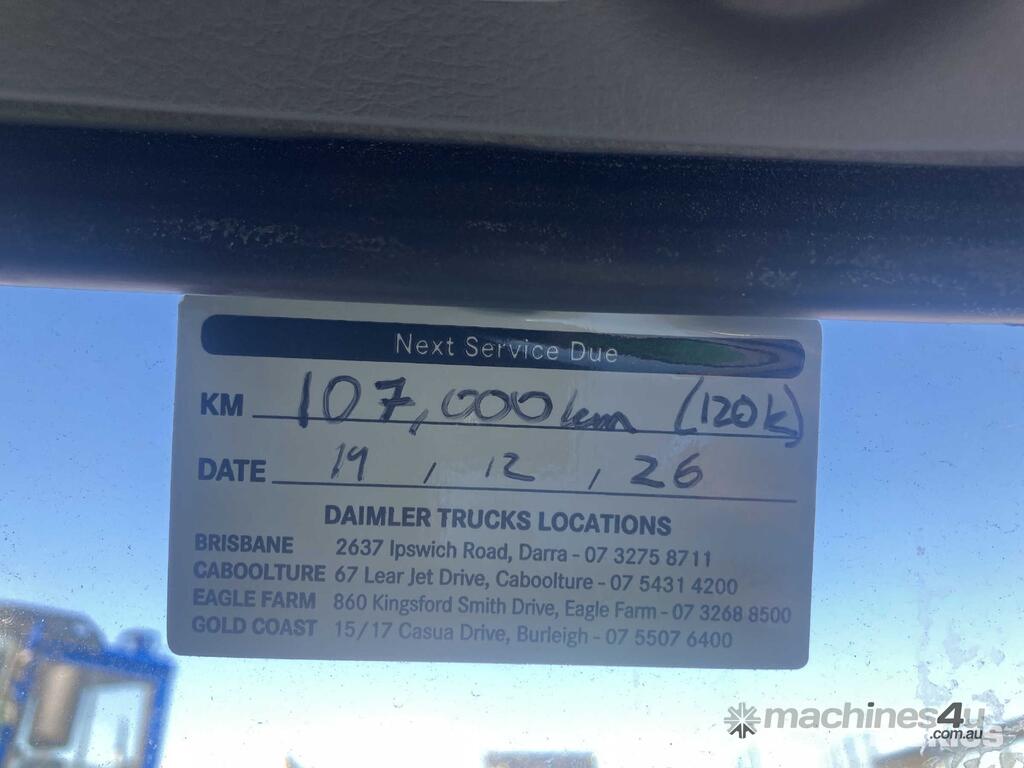 Next Service Due
KM 107,000km (120k)
DATE 19, 12, 26
DAIMLER TRUCKS LOCATIONS
BRISBANE 2637 Ipswich Road, Darra - 07 3275 8711
CABOOLTURE 67 Lear Jet Drive, Caboolture - 07 5431 4200
EAGLE FARM 860 Kingsford Smith Drive, Eagle Farm - 07 3268 8500
GOLD COAST 15/17 Casua Drive, Burleigh - 07 5507 6400
machines4u
.com.au